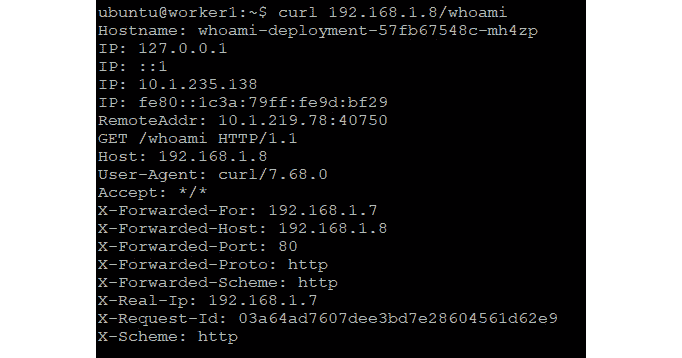 ubuntu@worker1:~$ curl 192.168.1.8/whoami
Hostname: whoami-deployment-57fb67548c-mh4zp
IP: 127.0.0.1
IP: ::1
IP: 10.1.235.138
IP: fe80::1c3a:79ff:fe9d:bf29
RemoteAddr: 10.1.219.78:40750
GET /whoami HTTP/1.1
Host: 192.168.1.8
User-Agent: curl/7.68.0
Accept: */*
X-Forwarded-For: 192.168.1.7
X-Forwarded-Host: 192.168.1.8
X-Forwarded-Port: 80
X-Forwarded-Proto: http
X-Forwarded-Scheme: http
X-Real-Ip: 192.168.1.7
X-Request-Id: 03a64ad7607dee3bd7e28604561d62e9
X-Scheme: http